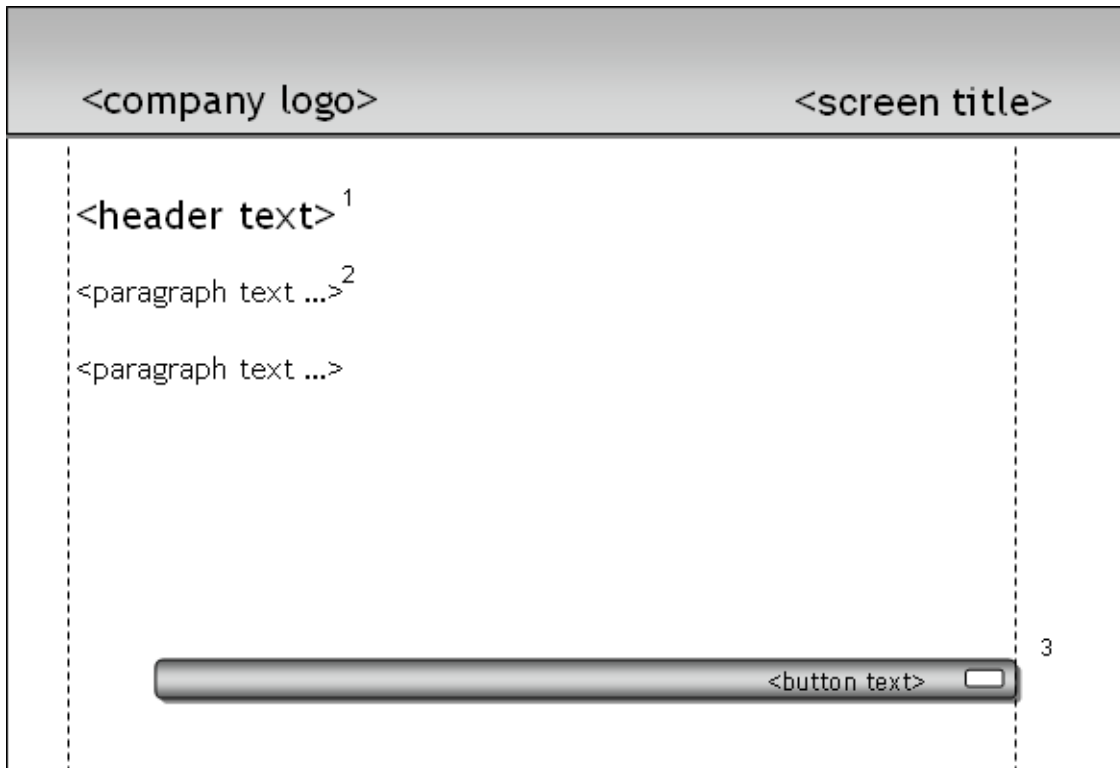 <company logo> <screen title>
<header text> 1
<paragraph text ...> 2
<paragraph text ...>
3
<button text>